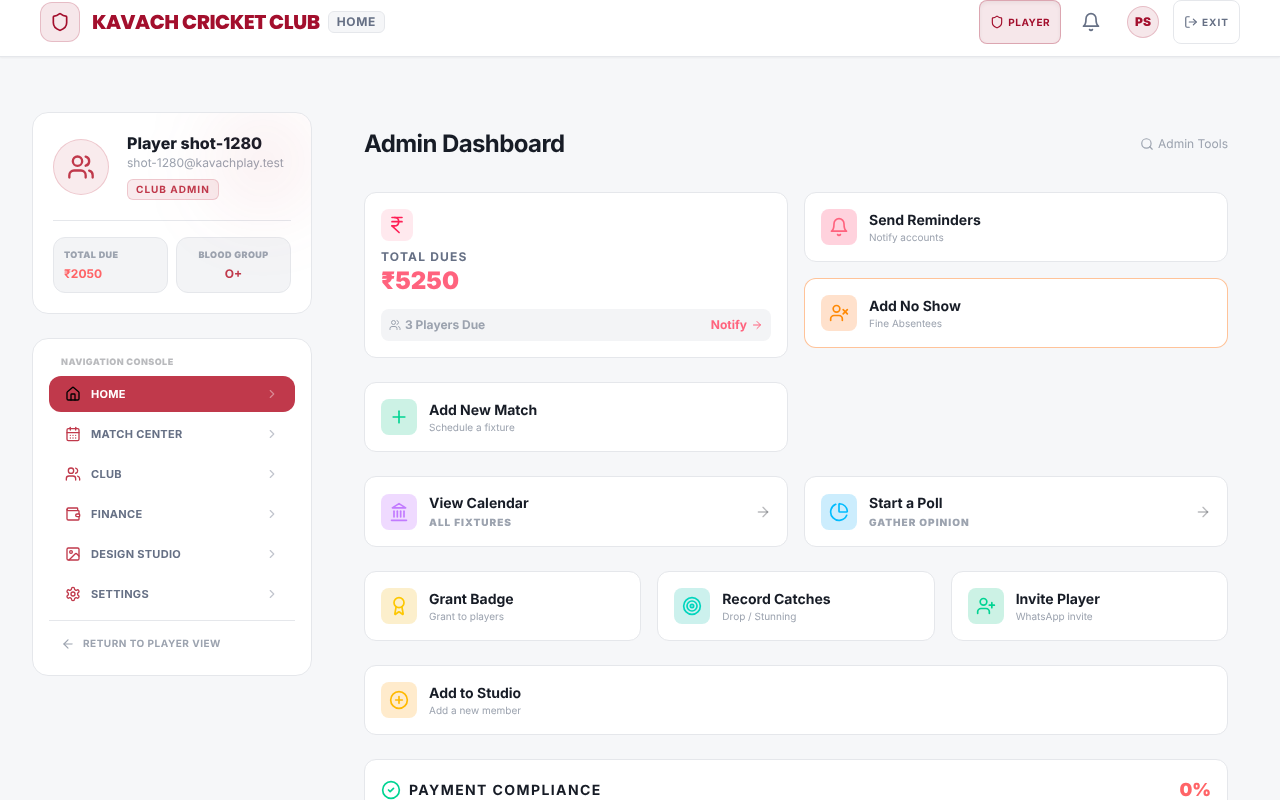 KAVACH CRICKET CLUB HOME
PLAYER
PS
EXIT
Player shot-1280
shot-1280@kavachplay.test
CLUB ADMIN
TOTAL DUE
₹2050
BLOOD GROUP
O+
NAVIGATION CONSOLE
HOME
MATCH CENTER
CLUB
FINANCE
DESIGN STUDIO
SETTINGS
RETURN TO PLAYER VIEW
Admin Dashboard
Admin Tools
₹
TOTAL DUES
₹5250
3 Players Due
Notify
Send Reminders
Notify accounts
Add No Show
Fine Absentees
Add New Match
Schedule a fixture
View Calendar
ALL FIXTURES
Start a Poll
GATHER OPINION
Grant Badge
Grant to players
Record Catches
Drop / Stunning
Invite Player
WhatsApp invite
Add to Studio
Add a new member
PAYMENT COMPLIANCE
0%